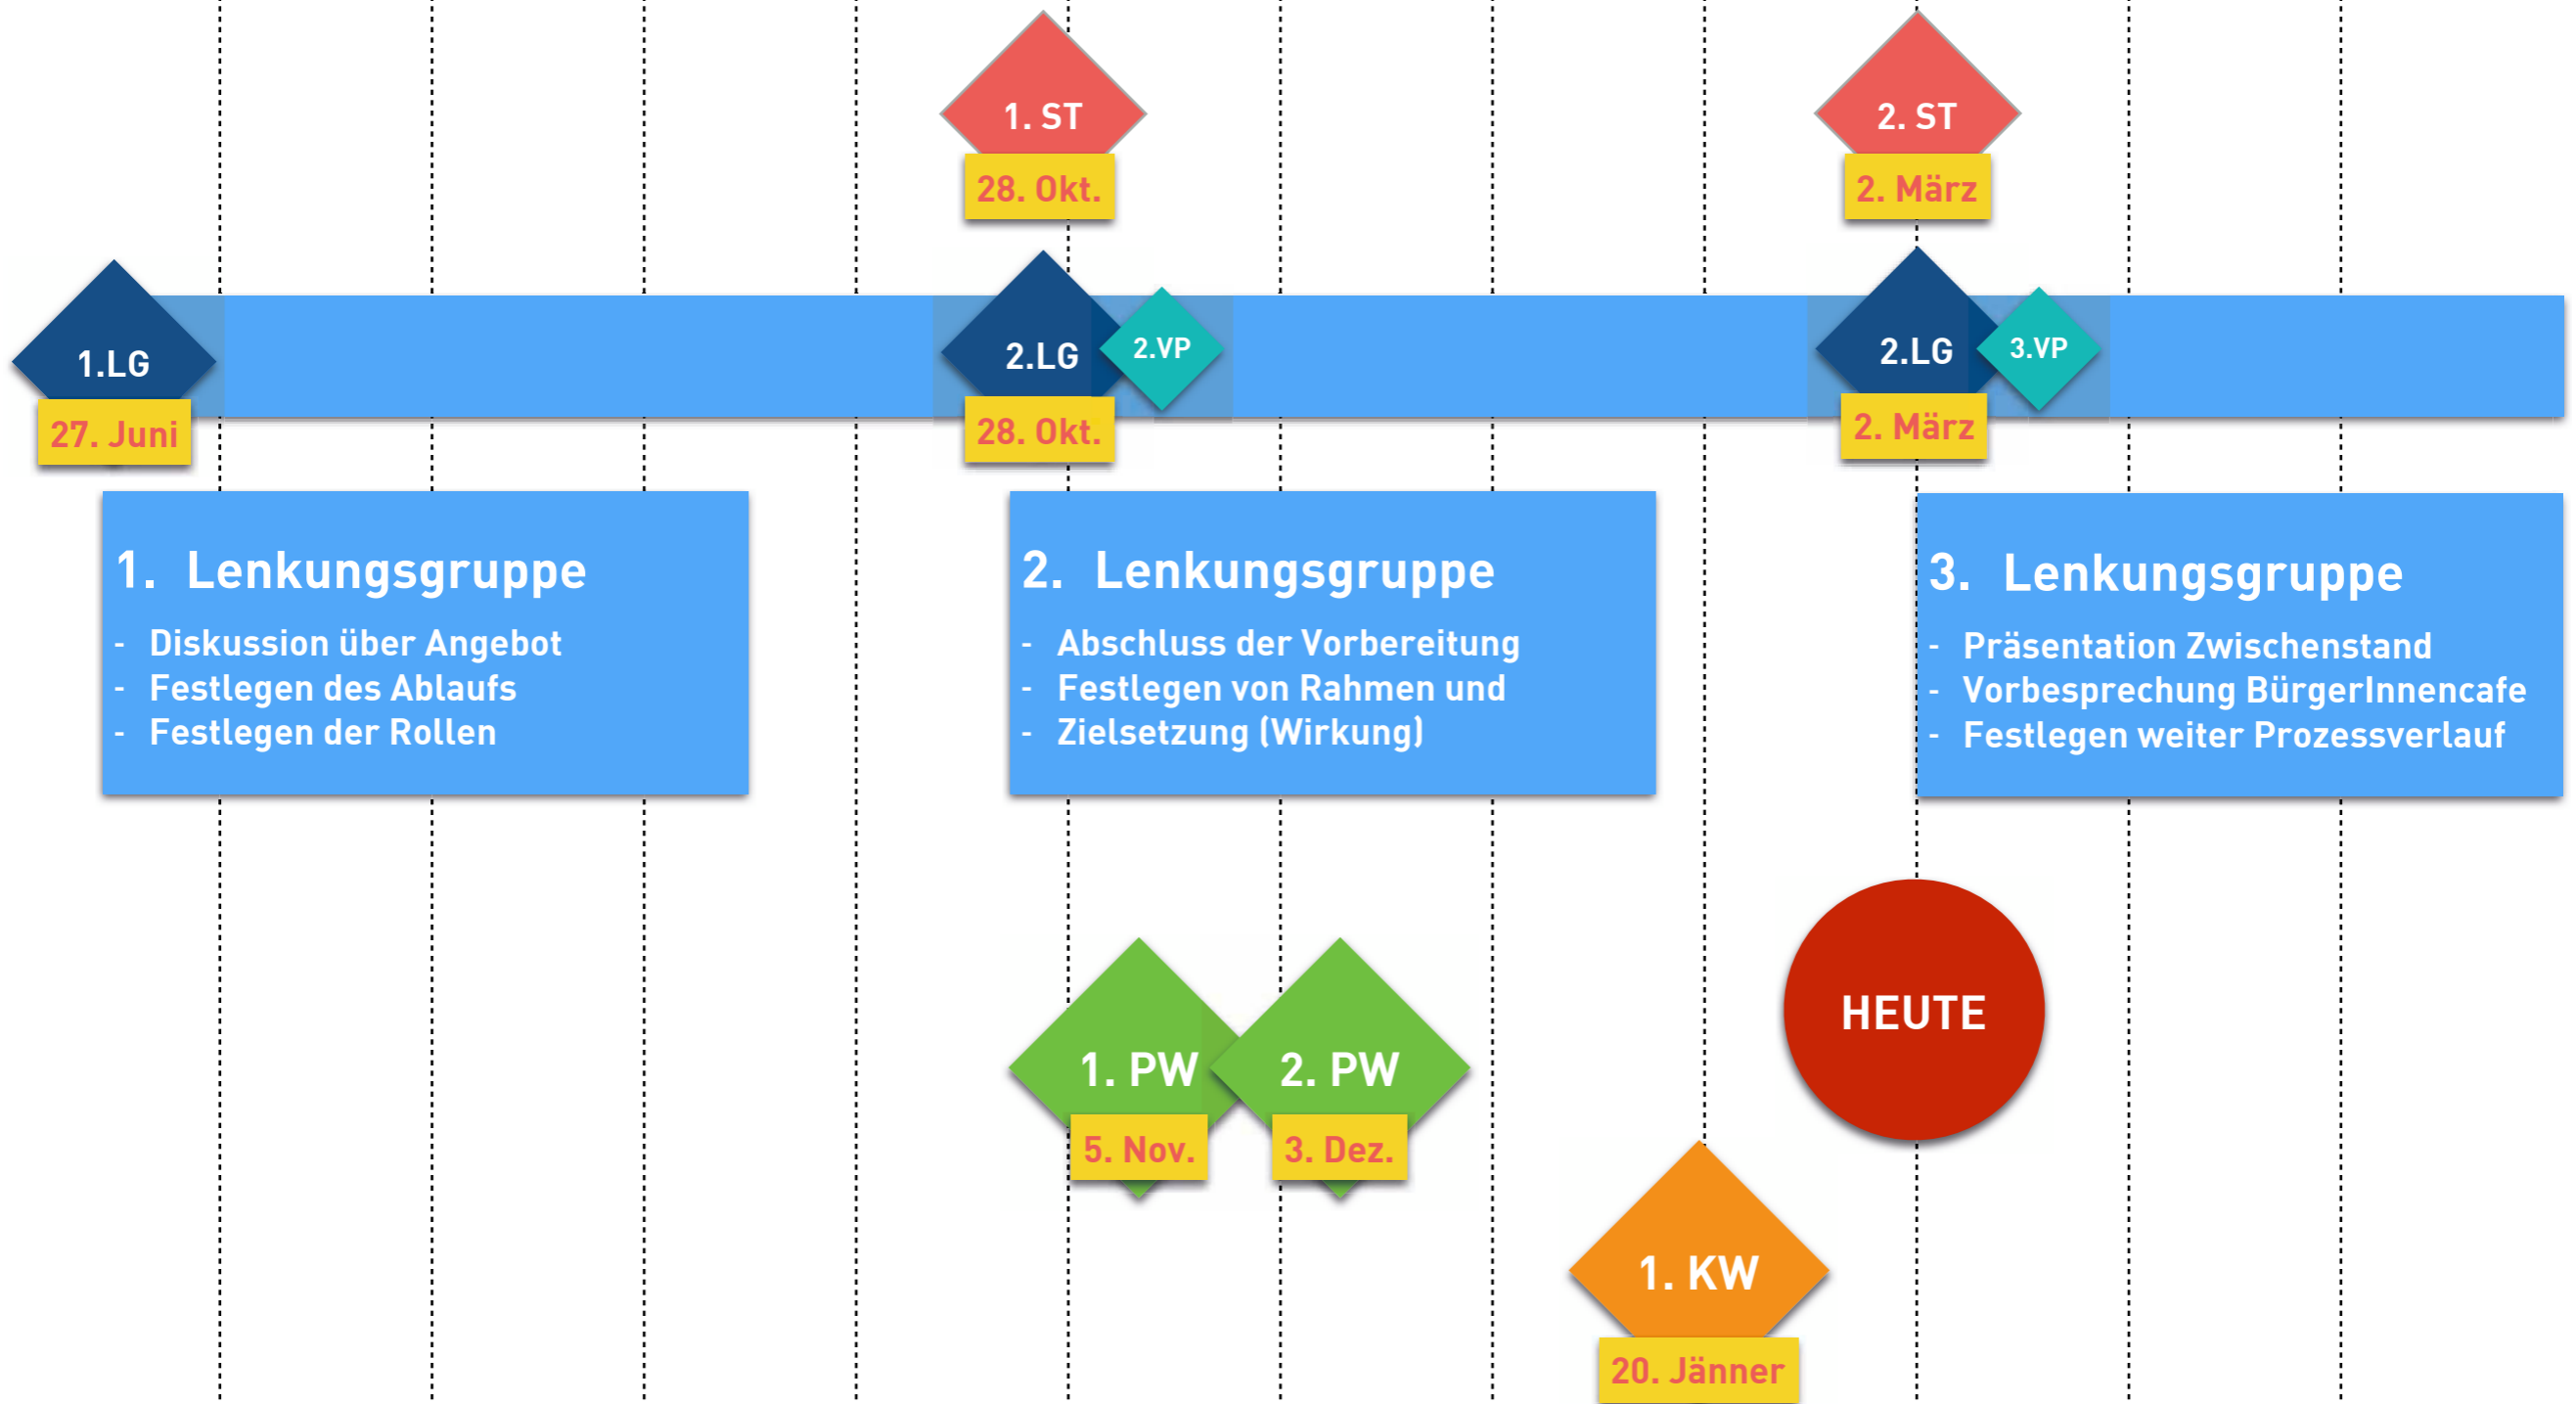 1. ST
28. Okt.
2. ST
2. März
1.LG
27. Juni
2.LG
28. Okt.
2.VP
2.LG
2. März
3.VP
1. Lenkungsgruppe
- Diskussion über Angebot
- Festlegen des Ablaufs
- Festlegen der Rollen
2. Lenkungsgruppe
- Abschluss der Vorbereitung
- Festlegen von Rahmen und
- Zielsetzung (Wirkung)
3. Lenkungsgruppe
- Präsentation Zwischenstand
- Vorbesprechung BürgerInnencafe
- Festlegen weiter Prozessverlauf
1. PW
5. Nov.
2. PW
3. Dez.
HEUTE
1. KW
20. Jänner